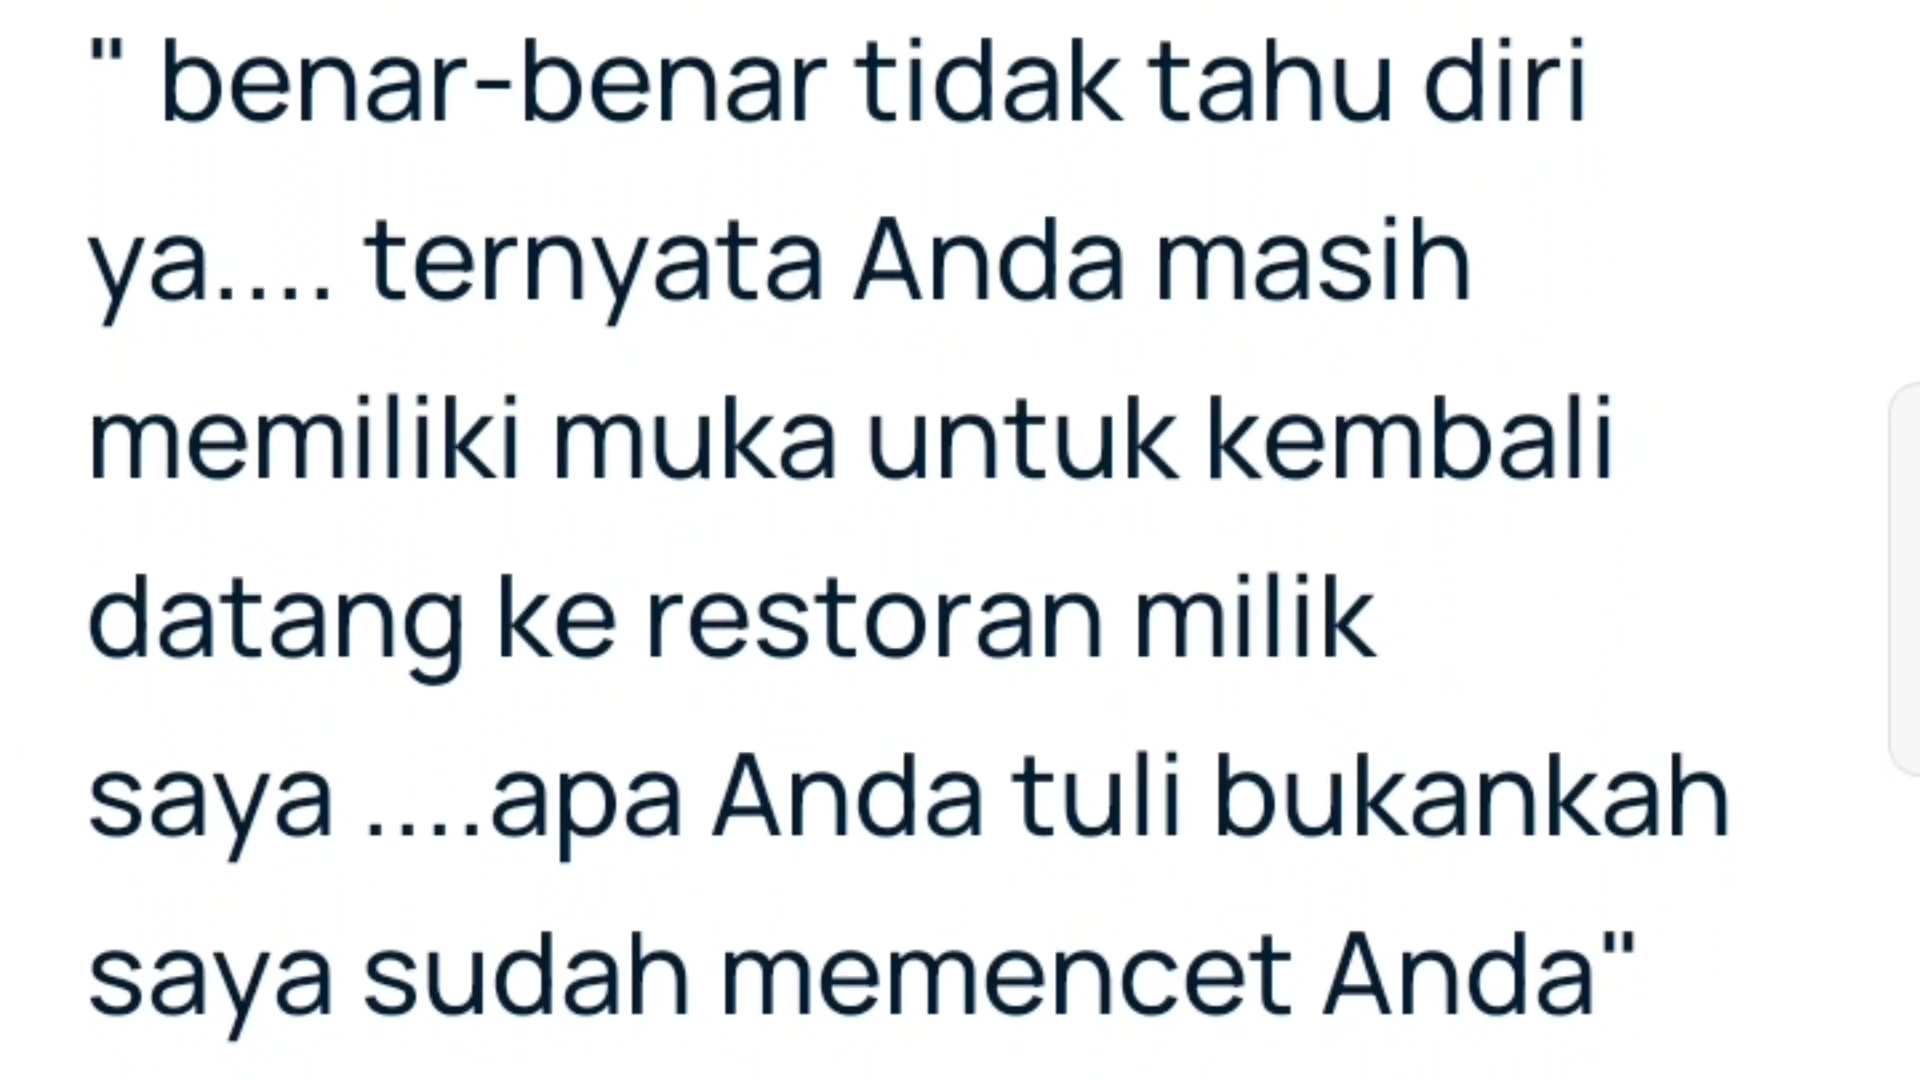 " benar-benar tidak tahu diri
ya.... ternyata Anda masih
memiliki muka untuk kembali
datang ke restoran milik
saya ....apa Anda tuli bukankah
saya sudah memencet Anda"